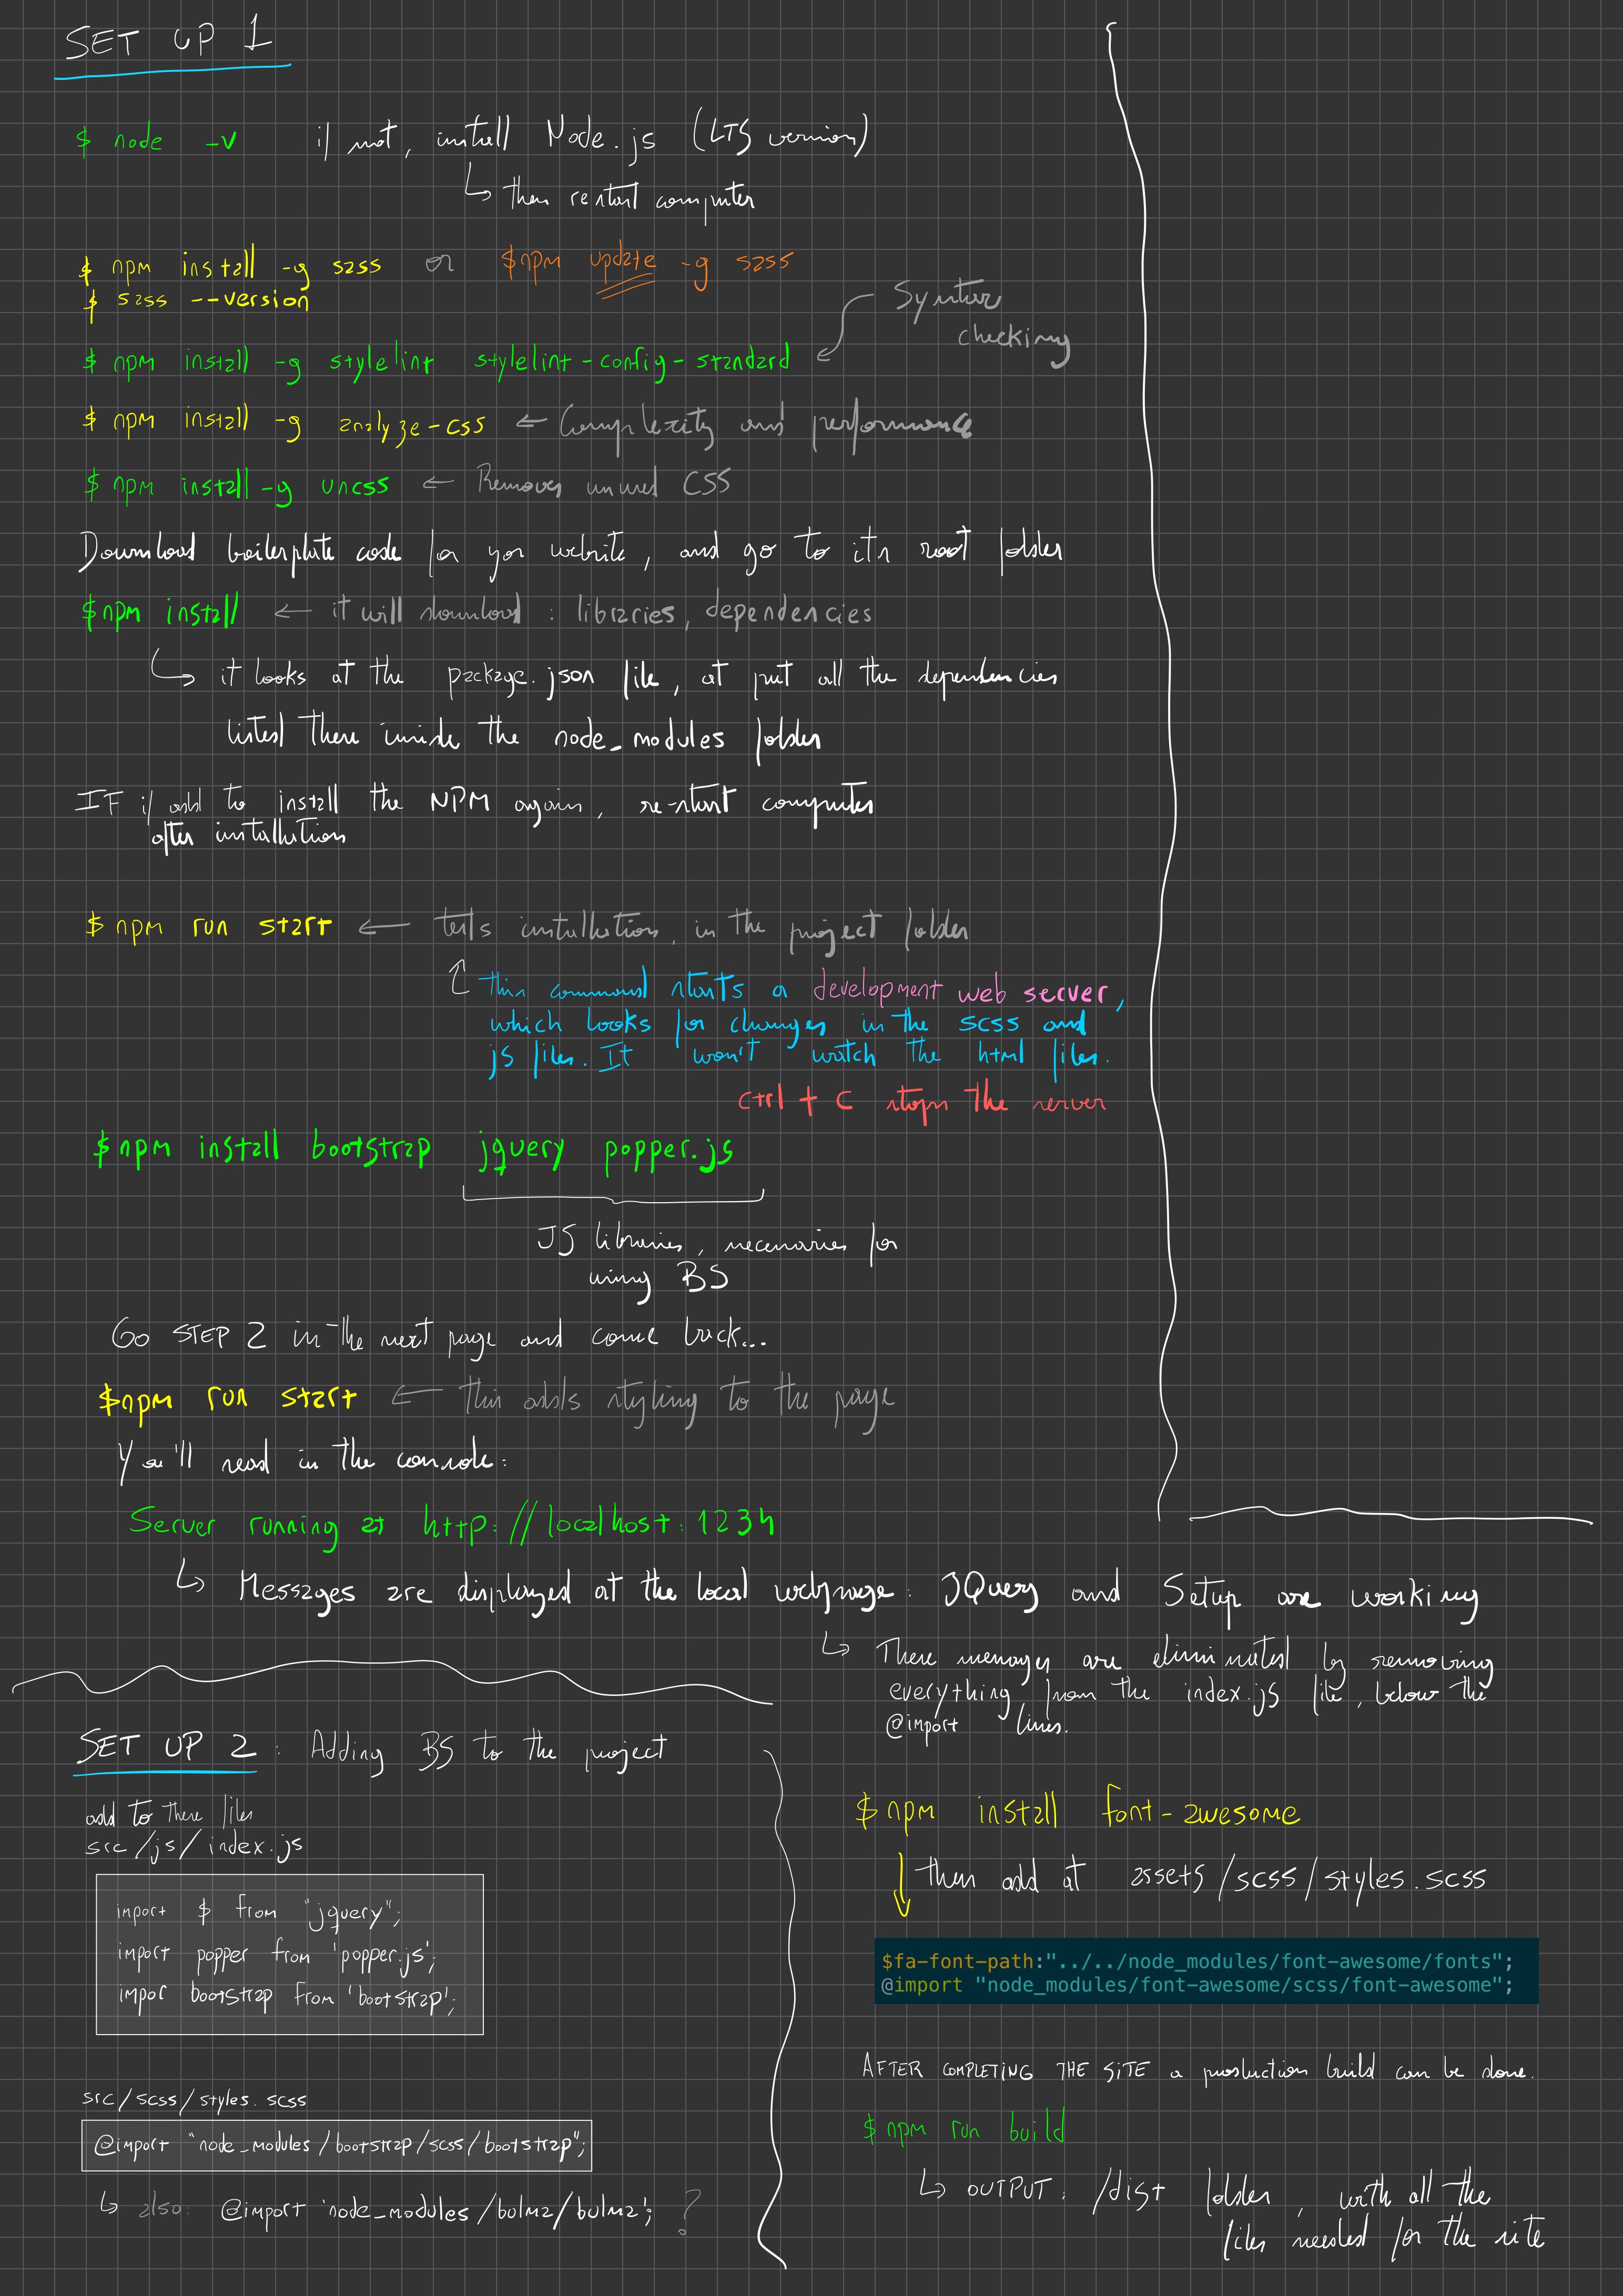 SET UP 1
$ node -v if not, install Node.js (LTS version)
↳ then restart computer
$ npm install -g sass or $npm update -g sass
$ sass --version
Syntax
checking
$ npm install -g stylelint stylelint-config-standard
$ npm install -g analyze-css ← Complexity and performance
$ npm install -g uncss ← Removes unused CSS
Download boilerplate code for yor website, and go to its root folder
$npm install ← it will download: libraries, dependencies
↳ it looks at the package.json file, at put all the dependencies
listed there inside the node_modules folder
IF if add to install the NPM again, re-start computer
after installation
$ npm run start ← tests installation, in the project folder
this command starts a development web server,
which looks for changes in the scss and
js files. It won't watch the html files.
ctrl + c stops the server
$npm install bootstrap jquery popper.js
JS libraries, necessaries for
using BS
Go STEP 2 in the next page and come back...
$npm run start ← this adds styling to the page
You'll read in the console:
Server running at http://localhost:1234
↳ Messages are displayed at the local webpage: JQuery and Setup are working
↳ These messages are eliminated by removing
everything, from the index.js file, below the
@import lines.
SET UP 2: Adding BS to the project
add to these files
src/js/index.js
import $ from "jquery";
import popper from 'popper.js';
impor bootstrap from 'bootstrap';
src/scss/styles.scss
@import "node_modules/bootstrap/scss/bootstrap";
↳ also: @import 'node_modules/bulma/bulma'; ?
$ npm install font-awesome
↓ then add at assets/scss/styles.scss
$fa-font-path:"../../node_modules/font-awesome/fonts";
@import "node_modules/font-awesome/scss/font-awesome";
AFTER COMPLETING THE SITE a production build can be done.
$ npm run build
↳ OUTPUT: /dist folder, with all the
files needed for the site